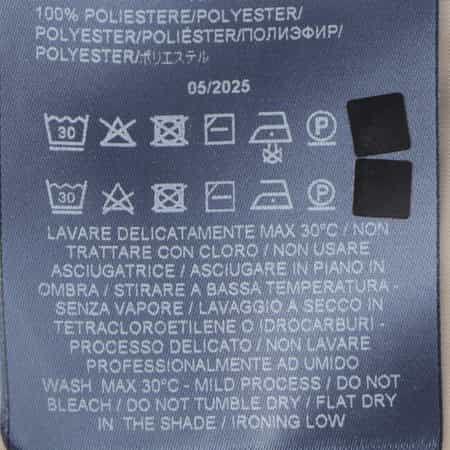 100% POLIESTERE/POLYESTER/
POLYESTER/POLIÉSTER/ПОЛИЭФИР/
POLYESTER/ポリエステル
05/2025
30 P
30 P
LAVARE DELICATAMENTE MAX 30°C / NON
TRATTARE CON CLORO / NON USARE
ASCIUGATRICE / ASCIUGARE IN PIANO IN
OMBRA / STIRARE A BASSA TEMPERATURA -
SENZA VAPORE / LAVAGGIO A SECCO IN
TETRACLOROETILENE O IDROCARBURI -
PROCESSO DELICATO / NON LAVARE
PROFESSIONALMENTE AD UMIDO
WASH MAX 30°C - MILD PROCESS / DO NOT
BLEACH / DO NOT TUMBLE DRY / FLAT DRY
IN THE SHADE / IRONING LOW